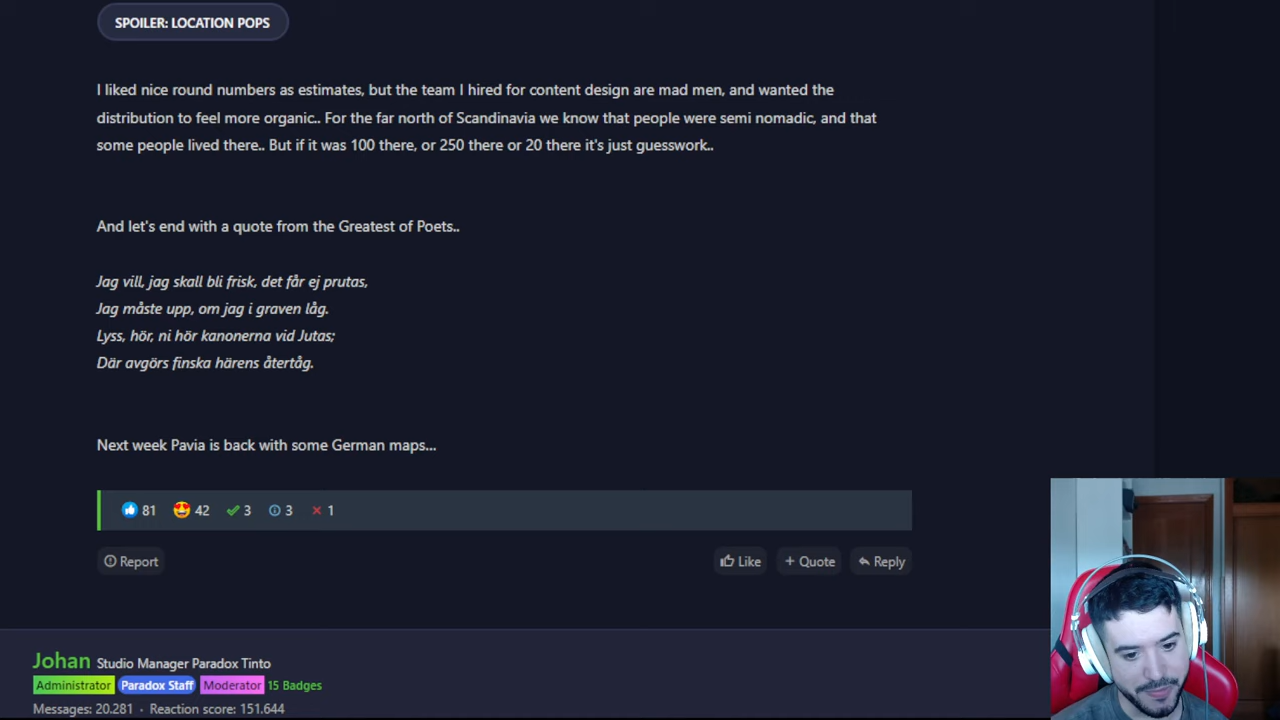 SPOILER: LOCATION POPS
I liked nice round numbers as estimates, but the team I hired for content design are mad men, and wanted the
distribution to feel more organic.. For the far north of Scandinavia we know that people were semi nomadic, and that
some people lived there.. But if it was 100 there, or 250 there or 20 there it's just guesswork..
And let's end with a quote from the Greatest of Poets..
Jag vill, jag skall bli frisk, det får ej prutas,
Jag måste upp, om jag i graven låg.
Lyss, hör, ni hör kanonerna vid Jutas;
Där avgörs finska härens återtåg.
Next week Pavia is back with some German maps...
81 42 3 3 1
Report Like + Quote Reply
Johan Studio Manager Paradox Tinto
Administrator Paradox Staff Moderator 15 Badges
Messages: 20.281 · Reaction score: 151.644